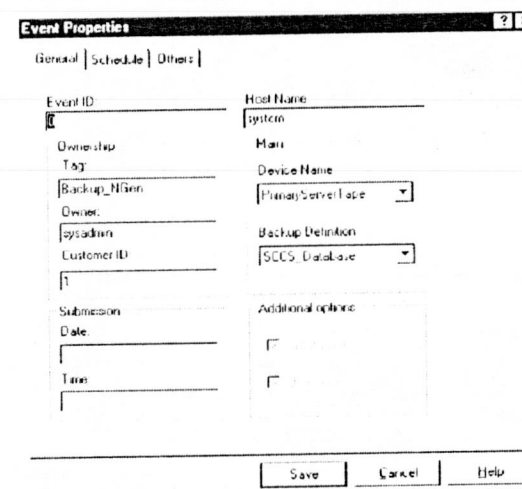 Event Properties
General Schedule Others
Event ID
Host Name
system
Ownership
Tag:
Backup_NGen
Owner:
sysadmin
Customer ID
1
Main
Device Name
PrimaryServerTape
Backup Definition
SCCS_Database
Submission
Date:
Time
Additional options
Save Cancel Help